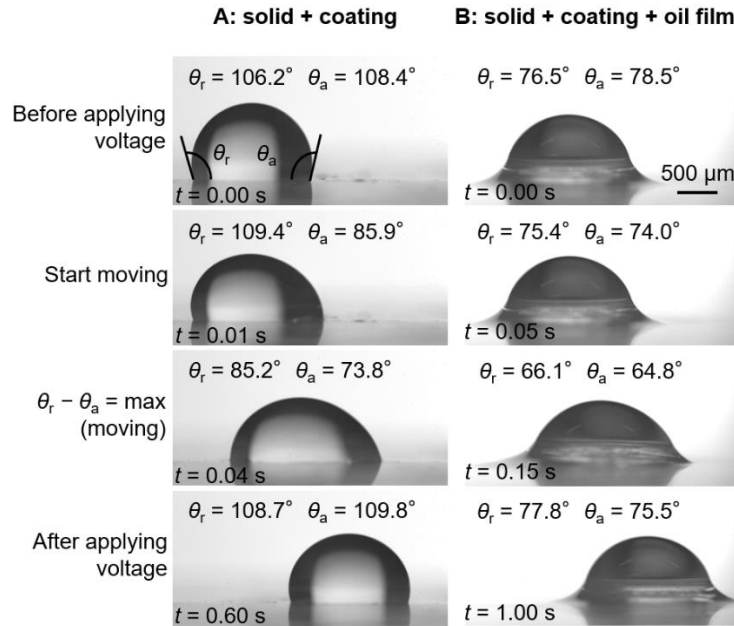 A: solid + coating
B: solid + coating + oil film
Before applying
voltage
θr = 106.2° θa = 108.4°
θr θa
t = 0.00 s
θr = 76.5° θa = 78.5°
t = 0.00 s
500 μm
Start moving
θr = 109.4° θa = 85.9°
t = 0.01 s
θr = 75.4° θa = 74.0°
t = 0.05 s
θr − θa = max
(moving)
θr = 85.2° θa = 73.8°
t = 0.04 s
θr = 66.1° θa = 64.8°
t = 0.15 s
After applying
voltage
θr = 108.7° θa = 109.8°
t = 0.60 s
θr = 77.8° θa = 75.5°
t = 1.00 s